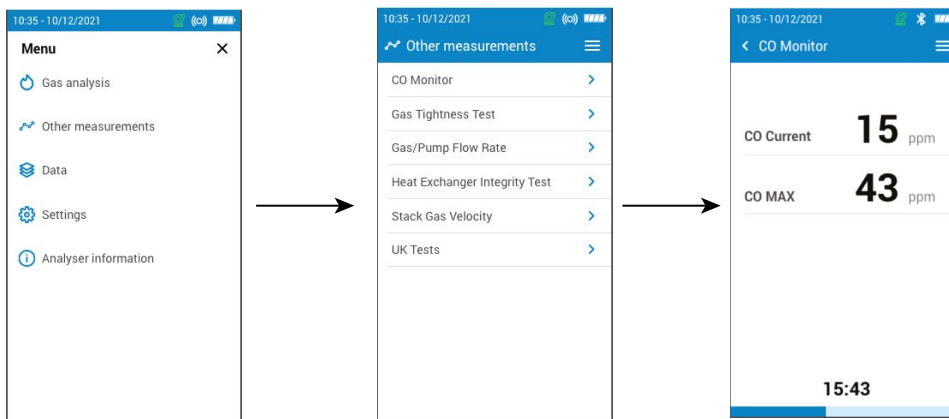 10:35 - 10/12/2021
Menu
Gas analysis
Other measurements
Data
Settings
Analyser information
10:35 - 10/12/2021
Other measurements
CO Monitor
Gas Tightness Test
Gas/Pump Flow Rate
Heat Exchanger Integrity Test
Stack Gas Velocity
UK Tests
10:35 - 10/12/2021
CO Monitor
CO Current 15 ppm
CO MAX 43 ppm
15:43